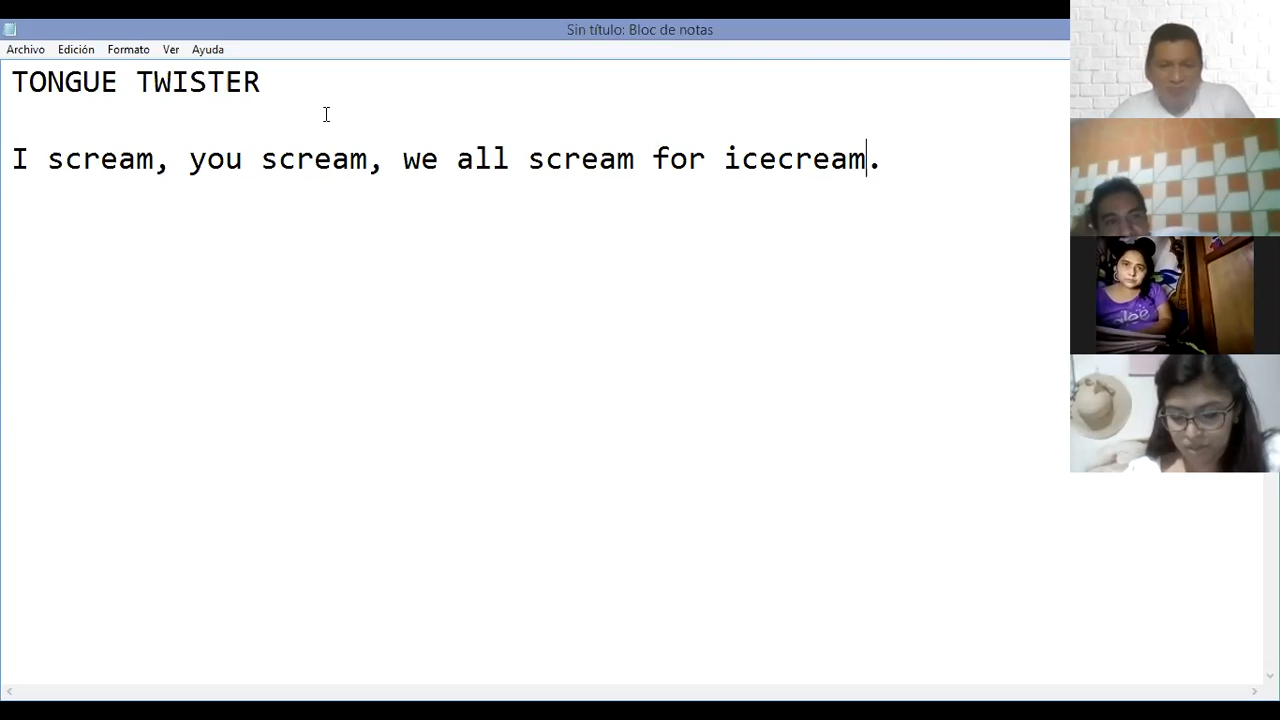 Sin título: Bloc de notas
Archivo Edición Formato Ver Ayuda
TONGUE TWISTER
I scream, you scream, we all scream for icecream.